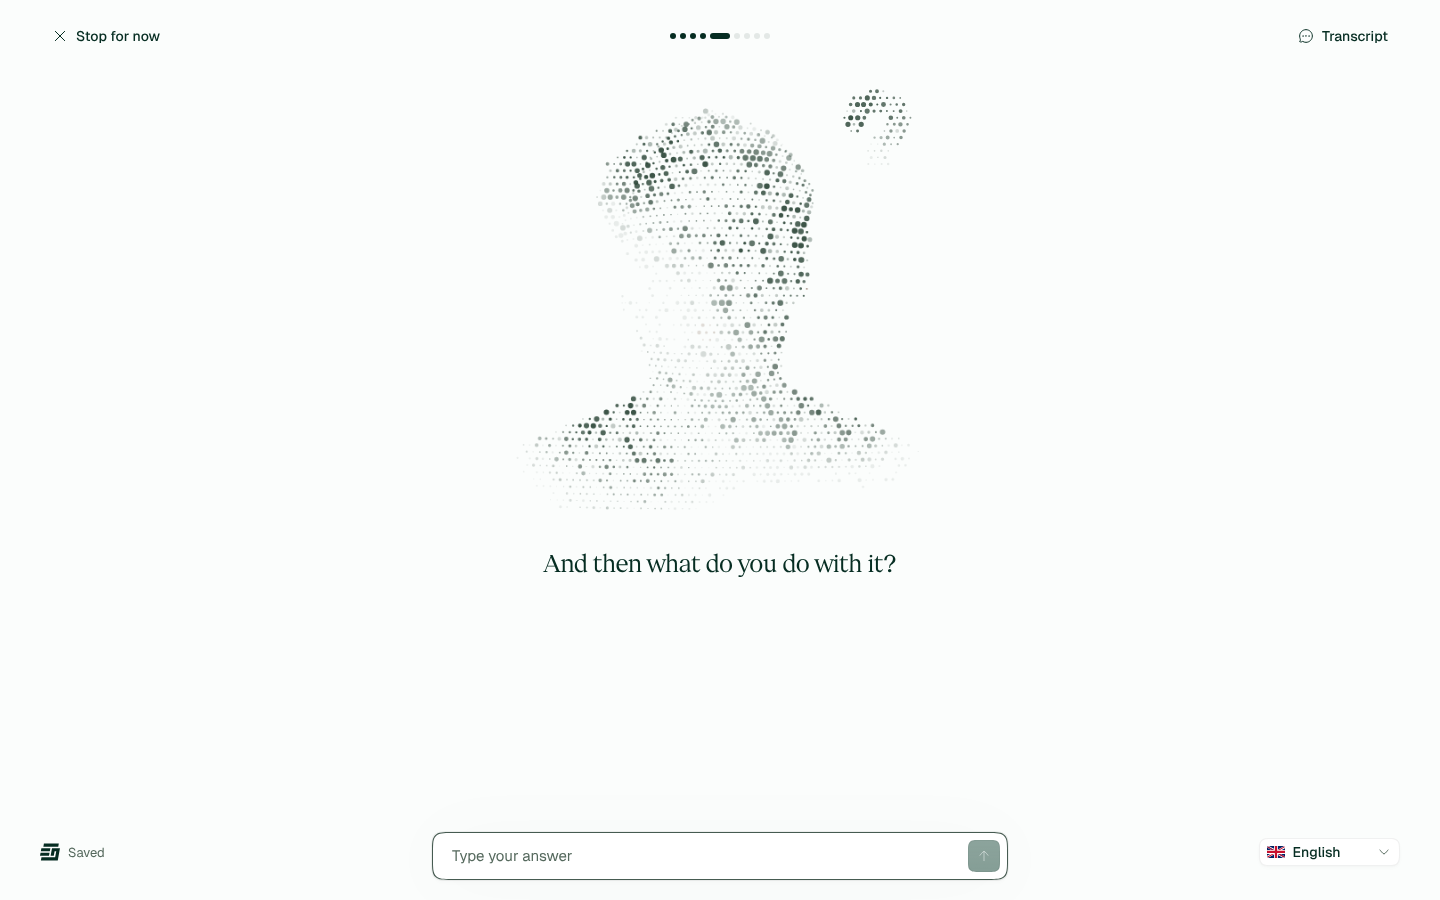 Stop for now
Transcript
And then what do you do with it?
Saved
Type your answer
English